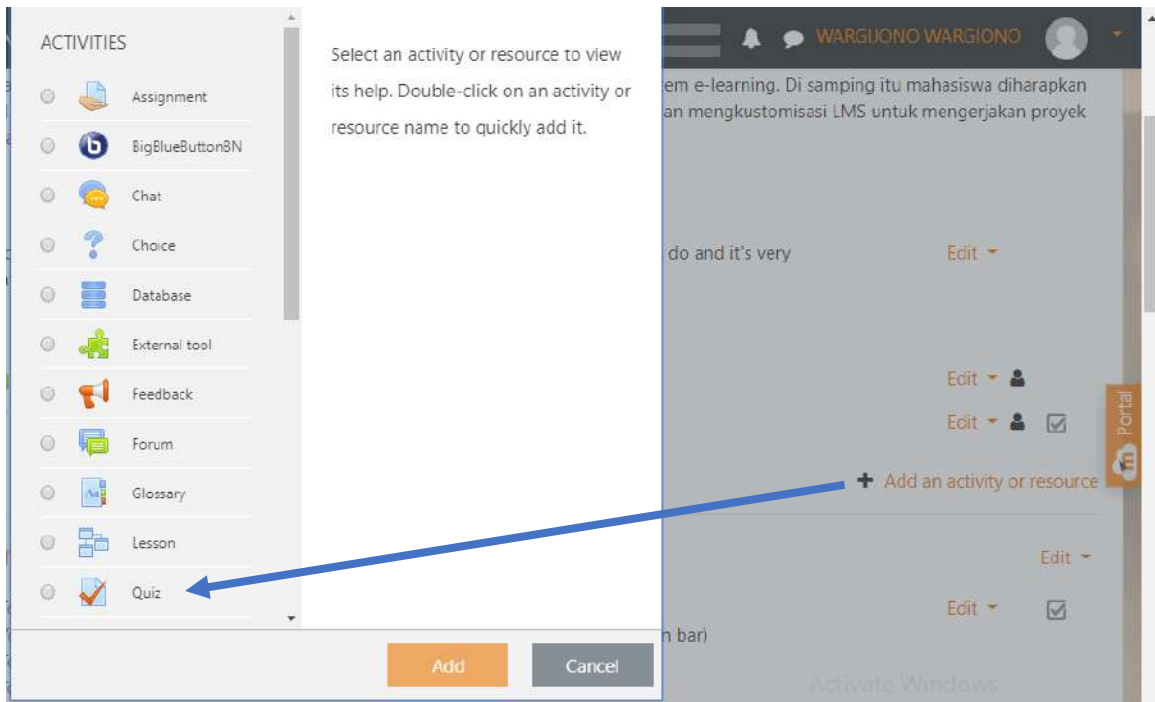 ACTIVITIES
Assignment
BigBlueButtonBN
Chat
Choice
Database
External tool
Feedback
Forum
Glossary
Lesson
Quiz
Select an activity or resource to view
its help. Double-click on an activity or
resource name to quickly add it.
Add
Cancel
WARGIJONO WARGIONO
em e-learning. Di samping itu mahasiswa diharapkan
an mengkustomisasi LMS untuk mengerjakan proyek
do and it's very
Edit
Edit
Edit
Add an activity or resource
Edit
Edit
n bar)
Activate Windows
Portal